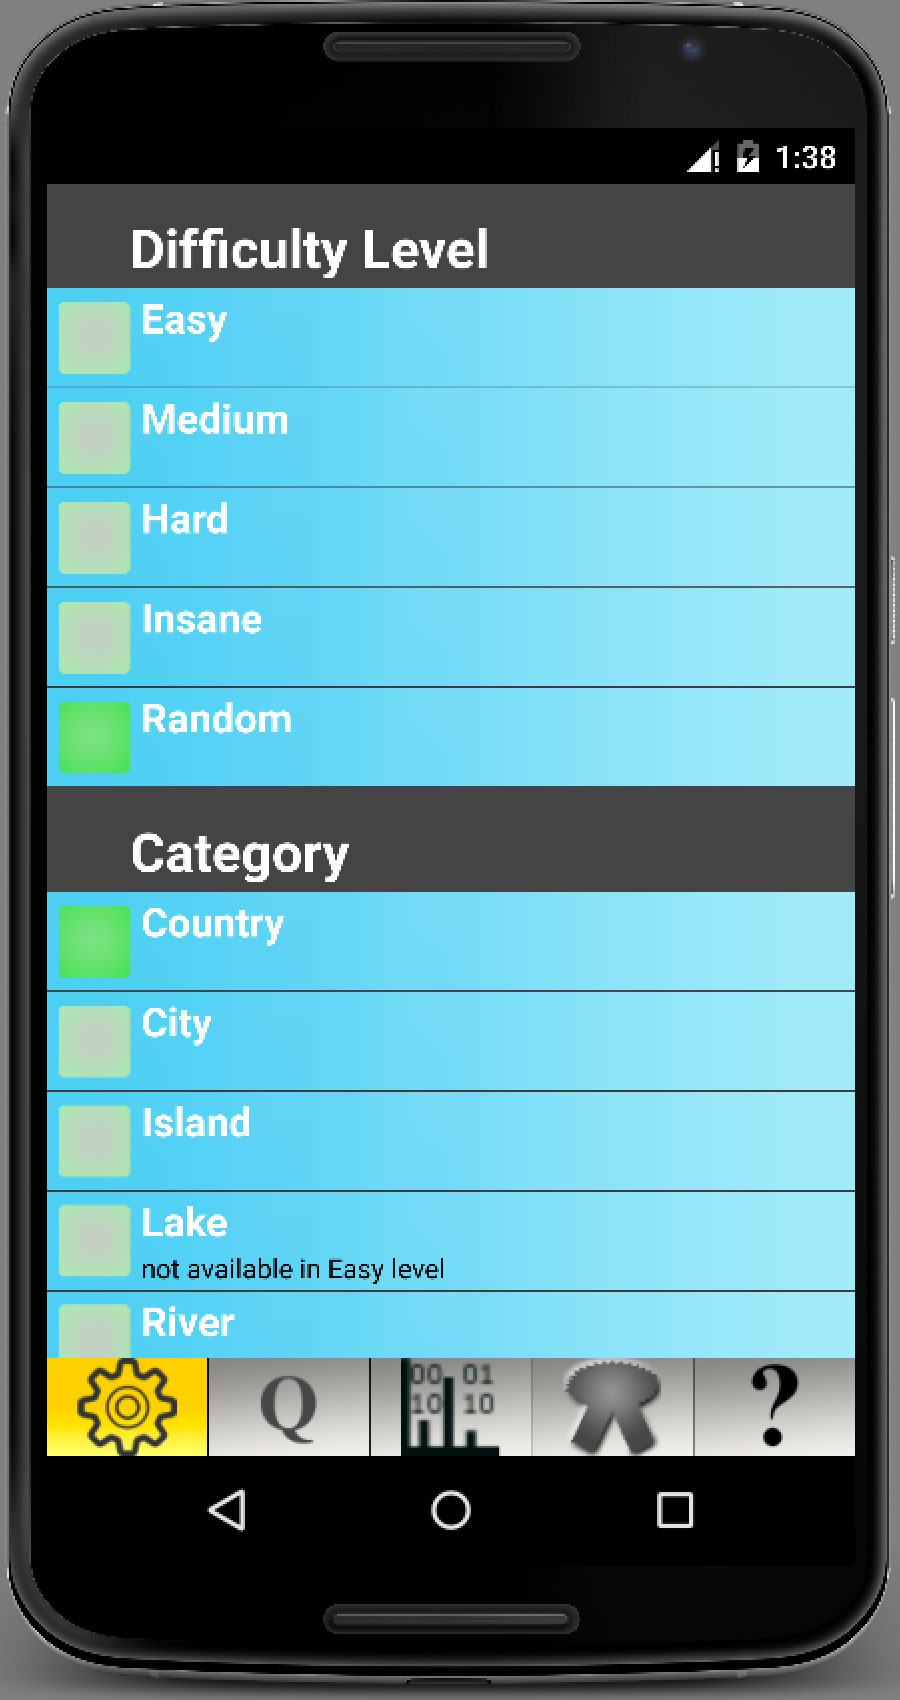 1:38
Difficulty Level
Easy
Medium
Hard
Insane
Random
Category
Country
City
Island
Lake
not available in Easy level
River
Q
00 01
10 10
?